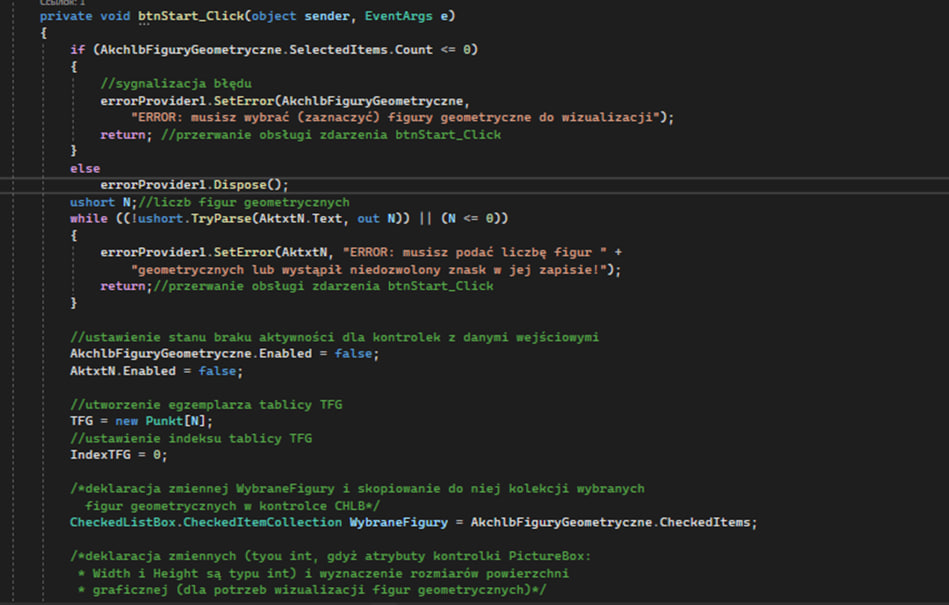 Ссылок: 1
private void btnStart_Click(object sender, EventArgs e)
{
if (AkchlbFiguryGeometryczne.SelectedItems.Count <= 0)
{
//sygnalizacja błędu
errorProvider1.SetError(AkchlbFiguryGeometryczne,
"ERROR: musisz wybrać (zaznaczyć) figury geometryczne do wizualizacji");
return; //przerwanie obsługi zdarzenia btnStart_Click
}
else
errorProvider1.Dispose();
ushort N;//liczb figur geometrycznych
while ((!ushort.TryParse(AktxtN.Text, out N)) || (N <= 0))
{
errorProvider1.SetError(AktxtN, "ERROR: musisz podać liczbę figur " +
"geometrycznych lub wystąpił niedozwolony znask w jej zapisie!");
return;//przerwanie obsługi zdarzenia btnStart_Click
}
//ustawienie stanu braku aktywności dla kontrolek z danymi wejściowymi
AkchlbFiguryGeometryczne.Enabled = false;
AktxtN.Enabled = false;
//utworzenie egzemplarza tablicy TFG
TFG = new Punkt[N];
//ustawienie indeksu tablicy TFG
IndexTFG = 0;
/*deklaracja zmiennej WybraneFigury i skopiowanie do niej kolekcji wybranych
figur geometrycznych w kontrolce CHLB*/
CheckedListBox.CheckedItemCollection WybraneFigury = AkchlbFiguryGeometryczne.CheckedItems;
/*deklaracja zmiennych (tyou int, gdyż atrybuty kontrolki PictureBox:
* Width i Height są typu int) i wyznaczenie rozmiarów powierzchni
* graficznej (dla potrzeb wizualizacji figur geometrycznych)*/